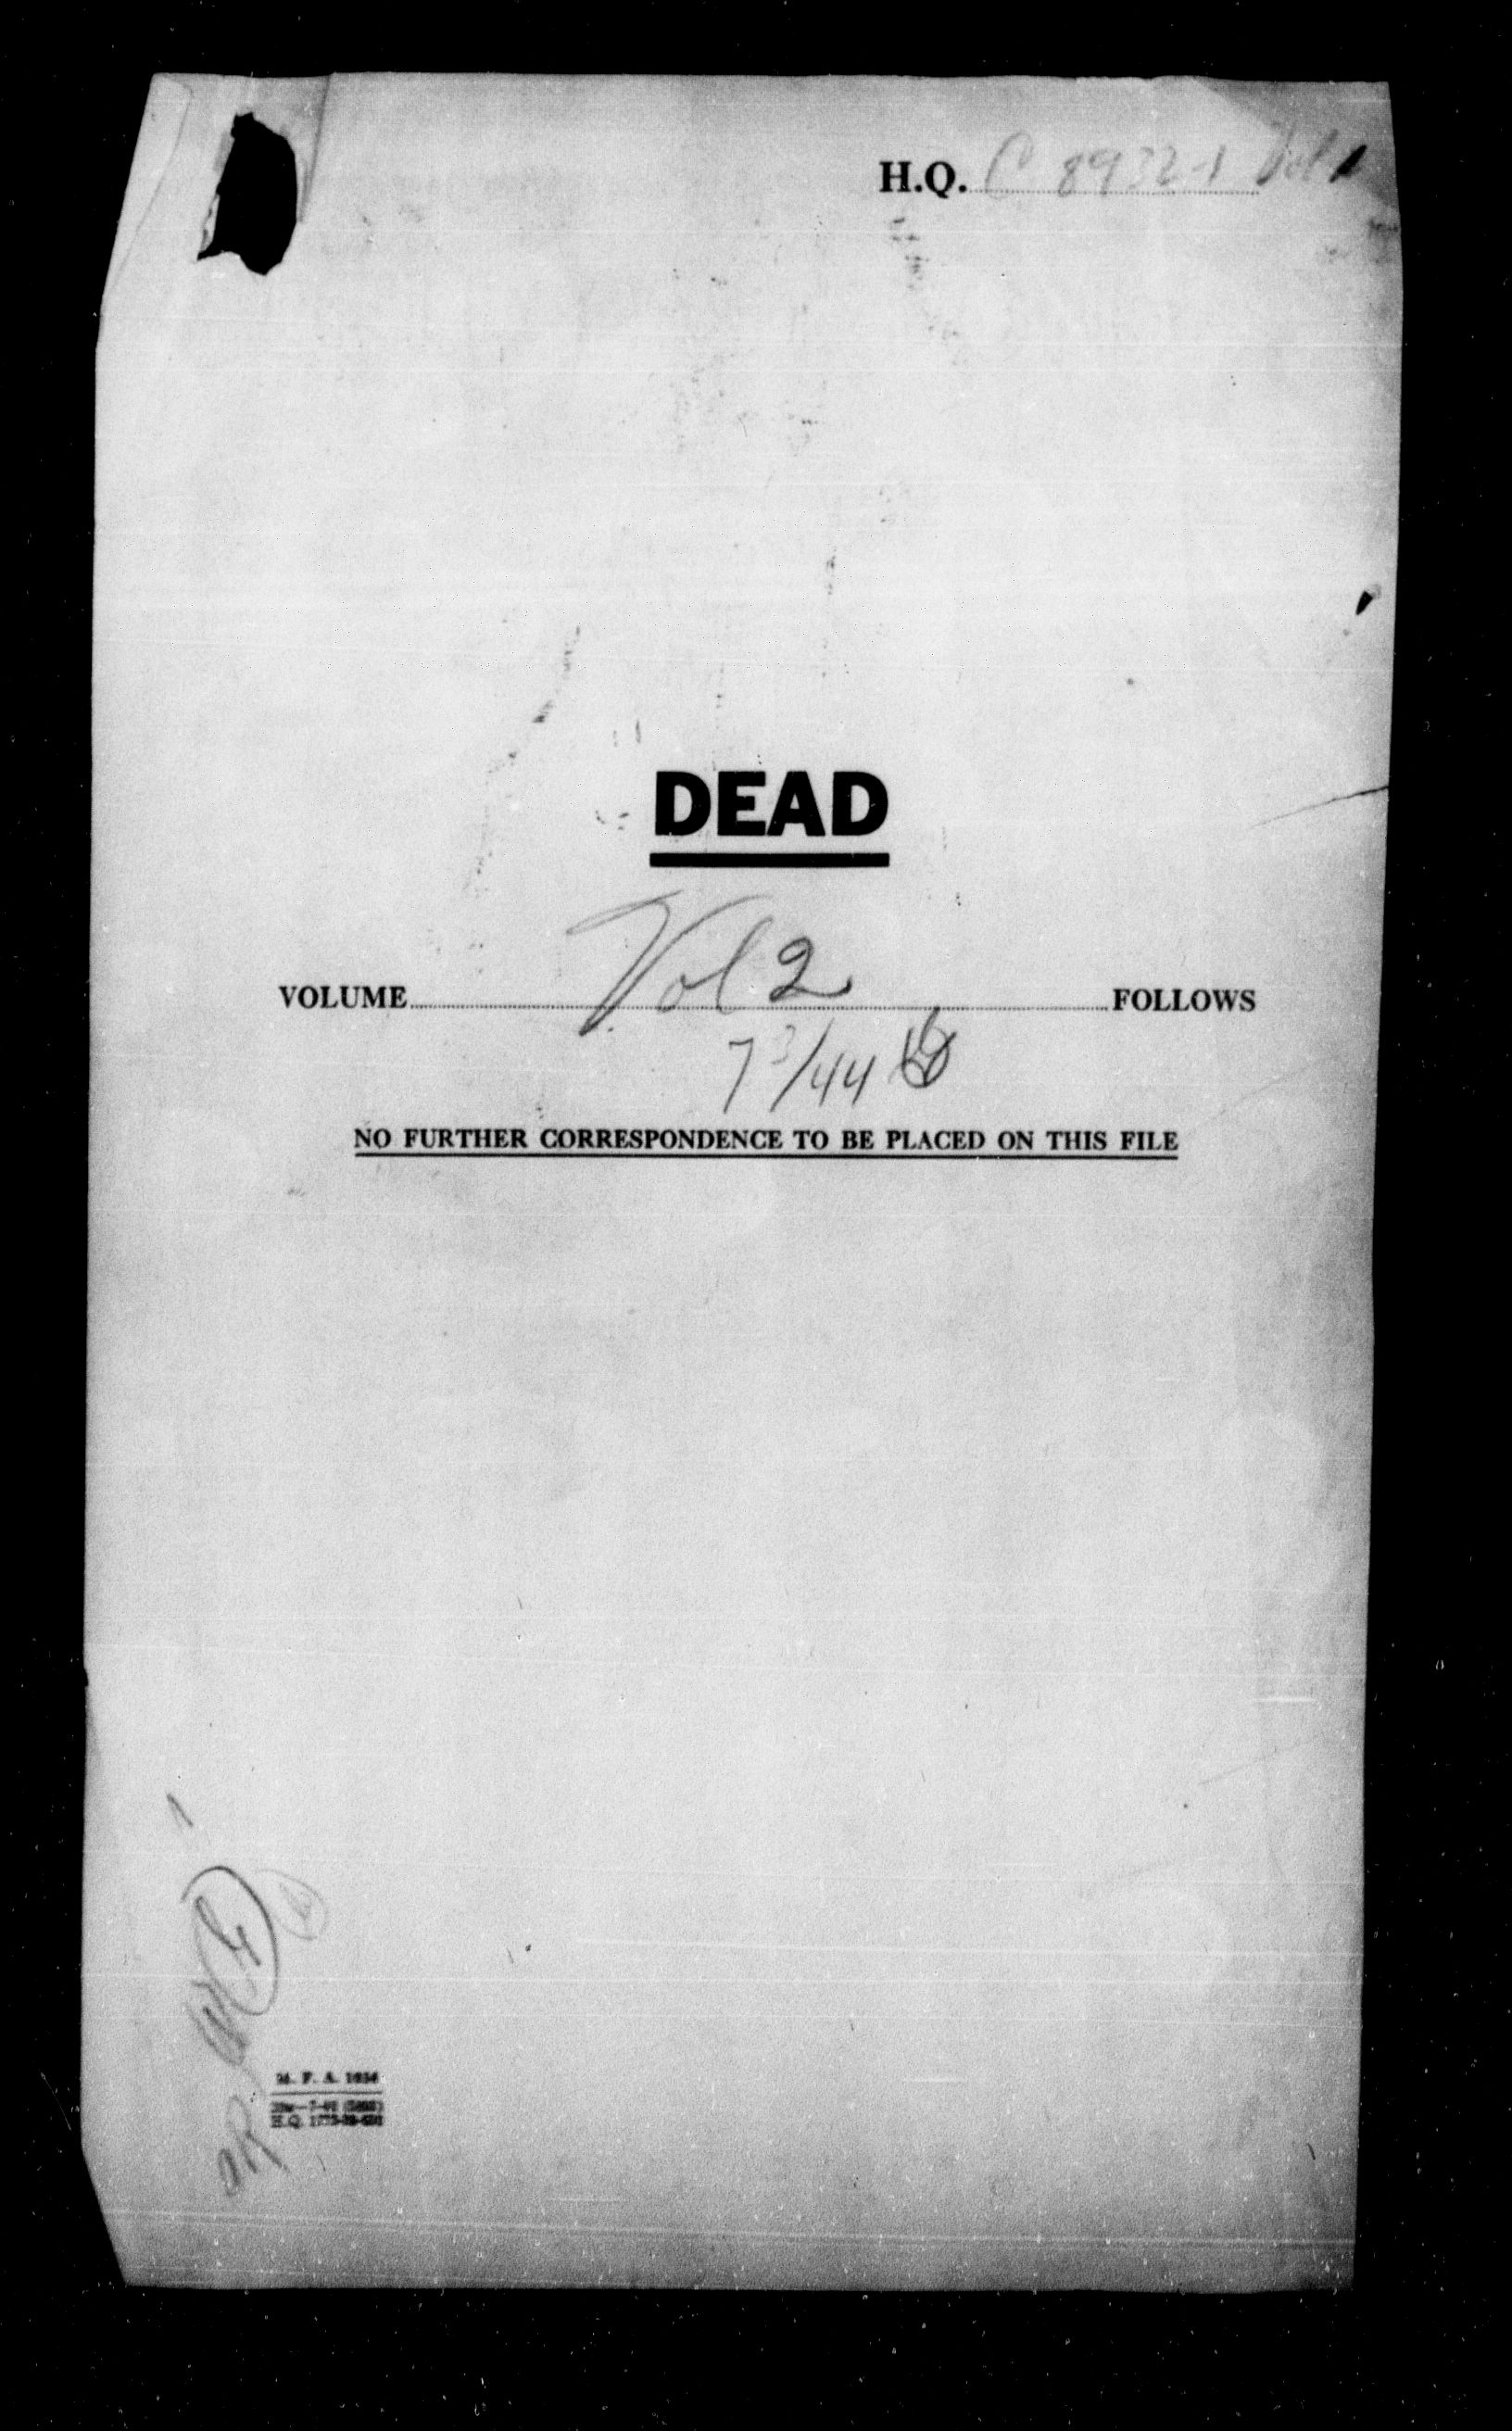 H.Q. C 8932-1 Vol 1
DEAD
VOLUME Vol 2 FOLLOWS
7 3/44
NO FURTHER CORRESPONDENCE TO BE PLACED ON THIS FILE
M. F. A.
H.Q.